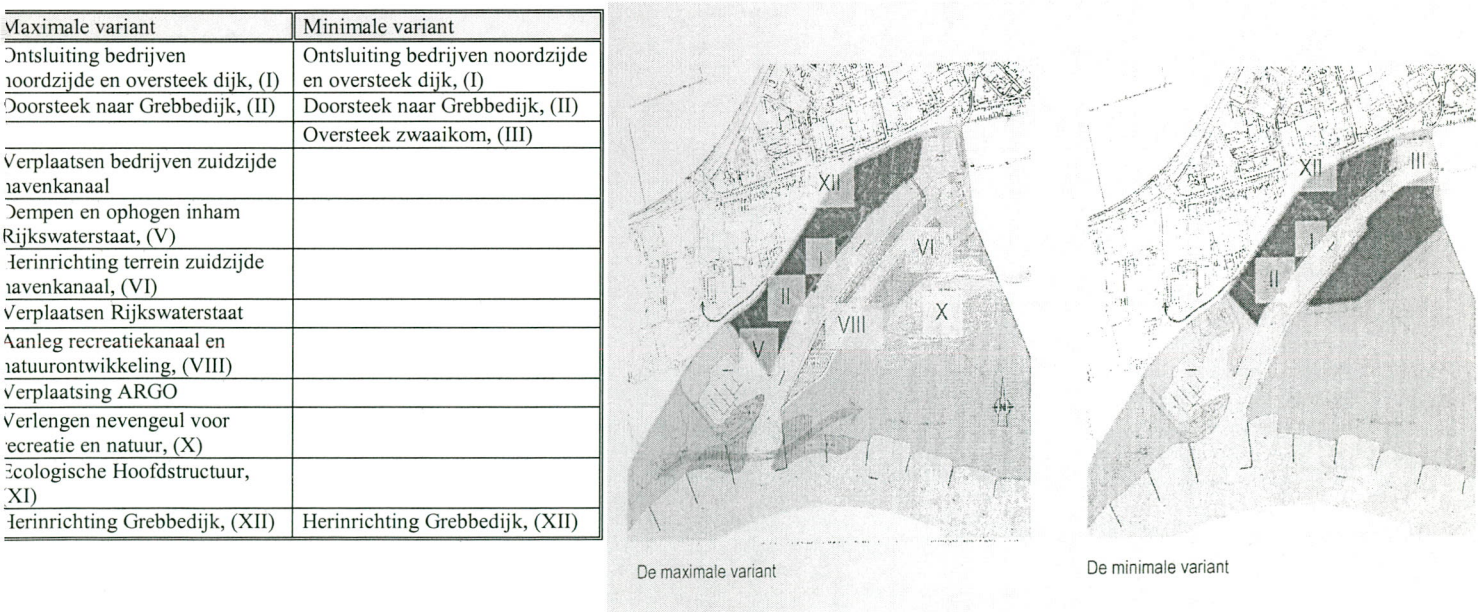 Maximale variant
Minimale variant
Ontsluiting bedrijven
noordzijde en oversteek dijk, (I)
Ontsluiting bedrijven noordzijde
en oversteek dijk, (I)
Doorsteek naar Grebbedijk, (II)
Doorsteek naar Grebbedijk, (II)
Oversteek zwaaikom, (III)
Verplaatsen bedrijven zuidzijde
havenkanaal
Dempen en ophogen inham
Rijkswaterstaat, (V)
Herinrichting terrein zuidzijde
havenkanaal, (VI)
Verplaatsen Rijkswaterstaat
Aanleg recreatiekanaal en
natuurontwikkeling, (VIII)
Verplaatsing ARGO
Verlengen nevengeul voor
recreatie en natuur, (X)
Ecologische Hoofdstructuur,
(XI)
Herinrichting Grebbedijk, (XII)
Herinrichting Grebbedijk, (XII)
XII
I
VI
II
X
VIII
V
N
De maximale variant
III
XII
I
II
De minimale variant